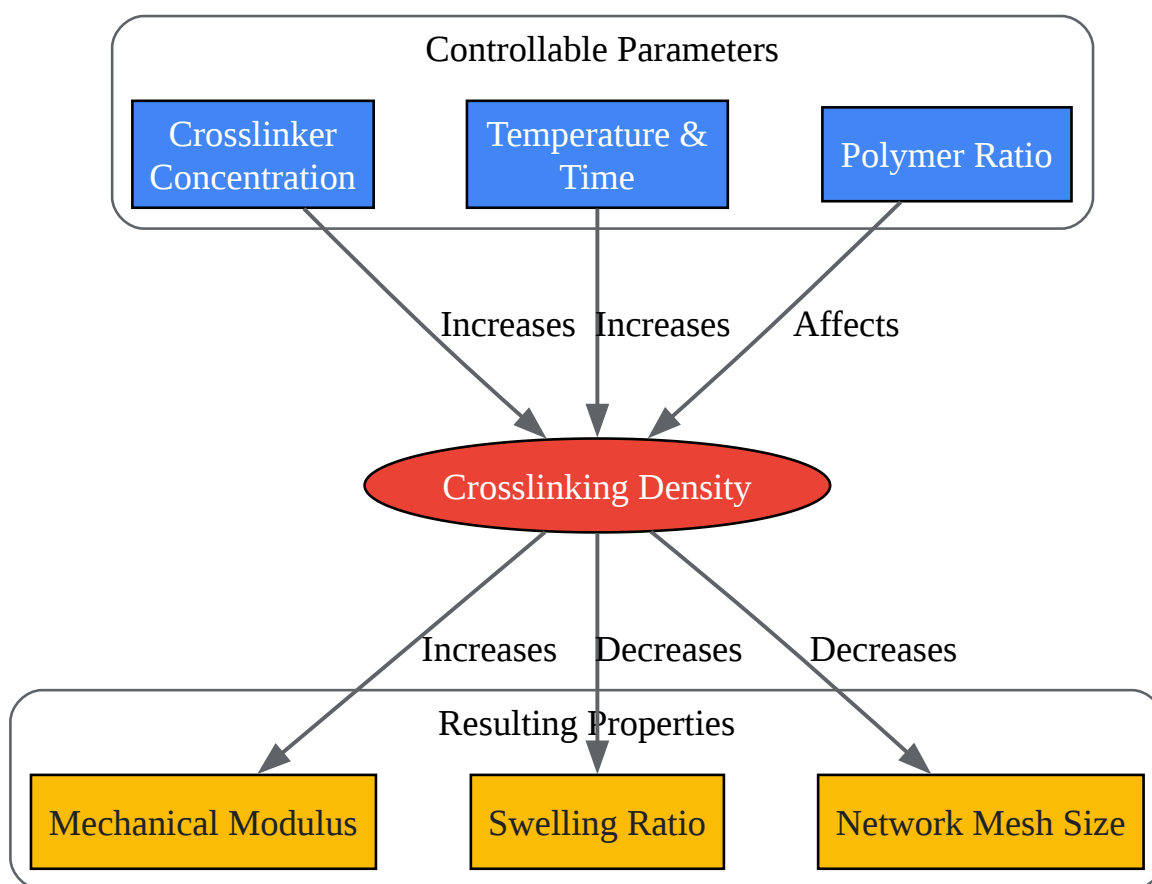 Controllable Parameters
Crosslinker
Concentration
Temperature &
Time
Polymer Ratio
Increases
Increases
Affects
Crosslinking Density
Increases
Decreases
Decreases
Resulting Properties
Mechanical Modulus
Swelling Ratio
Network Mesh Size